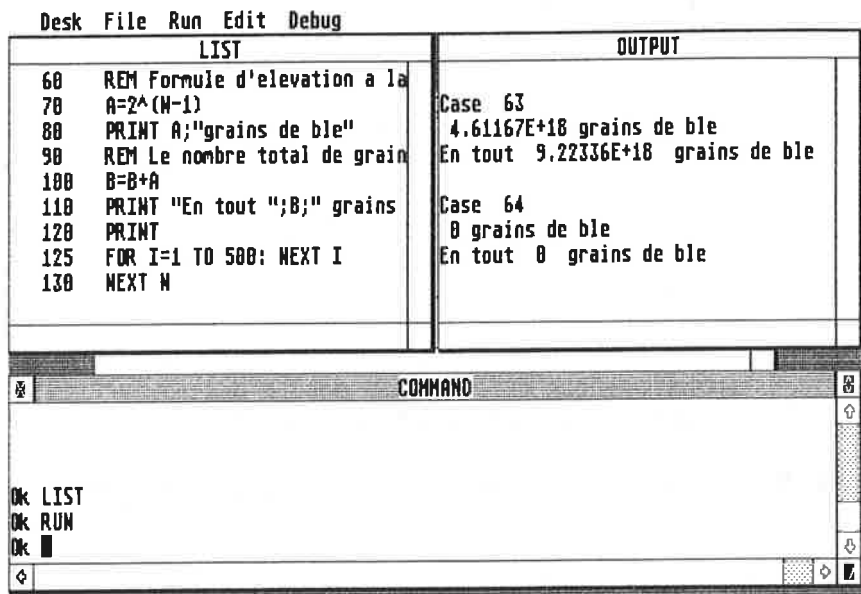 Desk File Run Edit Debug
LIST
60 REM Formule d'elevation a la
70 A=2^(N-1)
80 PRINT A;"grains de ble"
90 REM Le nombre total de grain
100 B=B+A
110 PRINT "En tout ";B;" grains
120 PRINT
125 FOR I=1 TO 500: NEXT I
130 NEXT N
OUTPUT
Case 63
4.61167E+18 grains de ble
En tout 9.22336E+18 grains de ble
Case 64
0 grains de ble
En tout 0 grains de ble
COMMAND
Ok LIST
Ok RUN
Ok